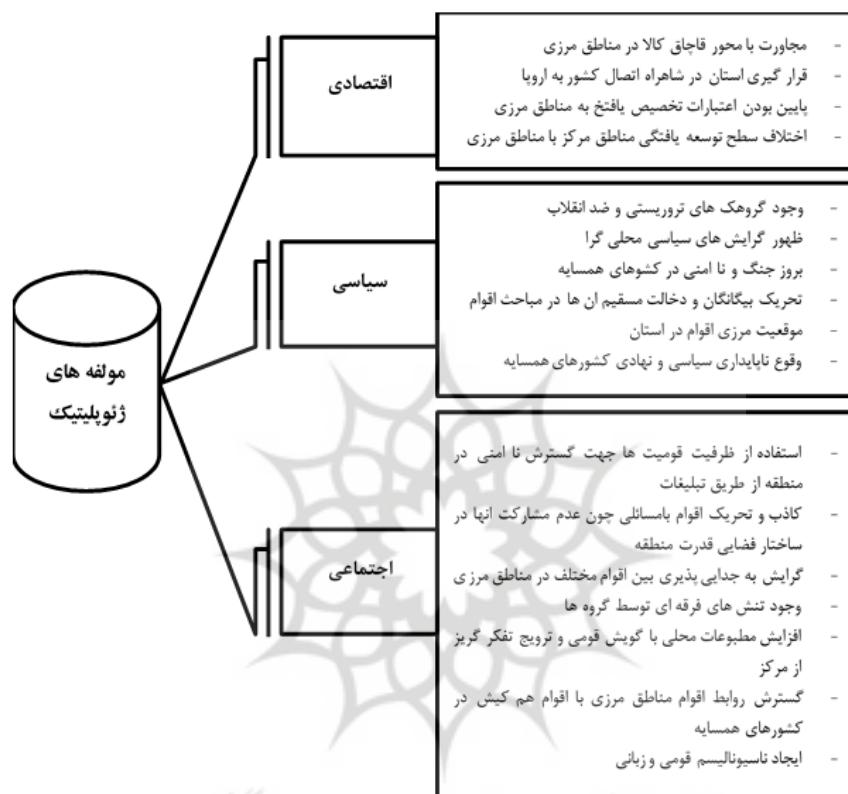 اقتصادی
- مجاورت با محور قاچاق کالا در مناطق مرزی
- قرار گیری استان در شاهراه اتصال کشور به اروپا
- پایین بودن اعتبارات تخصیص یافتخ به مناطق مرزی
- اختلاف سطح توسعه یافتگی مناطق مرکز با مناطق مرزی
سیاسی
- وجود گروهک های تروریستی و ضد انقلاب
- ظهور گرایش های سیاسی محلی گرا
- بروز جنگ و نا امنی در کشوهای همسایه
- تحریک بیگانگان و دخالت مسقیم ان ها در مباحث اقوام
- موقعیت مرزی اقوام در استان
- وقوع ناپایداری سیاسی و نهادی کشورهای همسایه
مولفه های
ژئوپلیتیک
اجتماعی
- استفاده از ظرفیت قومیت ها جهت گسترش نا امنی در
منطقه از طریق تبلیغات
- کاذب و تحریک اقوام بامسائلی چون عدم مشارکت انها در
ساختار فضایی قدرت منطقه
- گرایش به جدایی پذیری بین اقوام مختلف در مناطق مرزی
- وجود تنش های فرقه ای توسط گروه ها
- افزایش مطبوعات محلی با گویش قومی و ترویج تفکر گریز
از مرکز
- گسترش روابط اقوام مناطق مرزی با اقوام هم کیش در
کشورهای همسایه
- ایجاد ناسیونالیسم قومی و زبانی